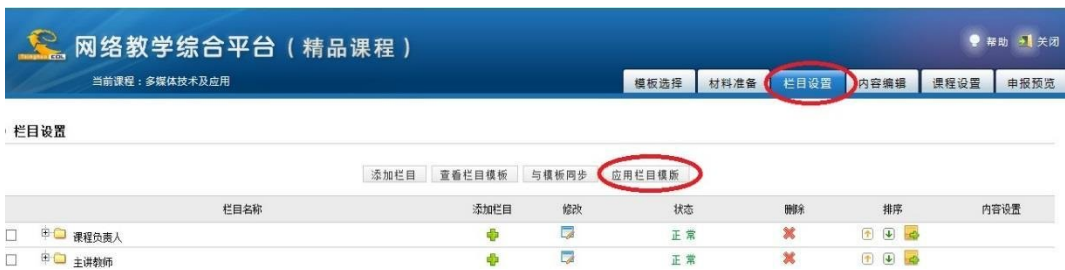 网络教学综合平台（精品课程）
帮助 关闭
当前课程：多媒体技术及应用
模板选择 材料准备 栏目设置 内容编辑 课程设置 申报预览
栏目设置
添加栏目 查看栏目模板 与模板同步 应用栏目模版
栏目名称 添加栏目 修改 状态 删除 排序 内容设置
课程负责人 正常
主讲教师 正常